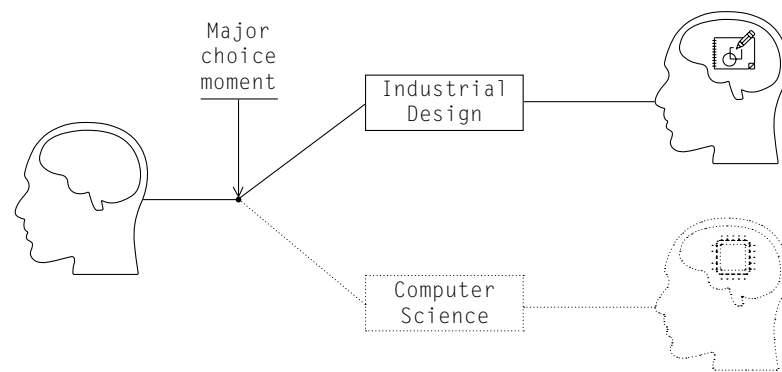 Major
choice
moment
Industrial
Design
Computer
Science